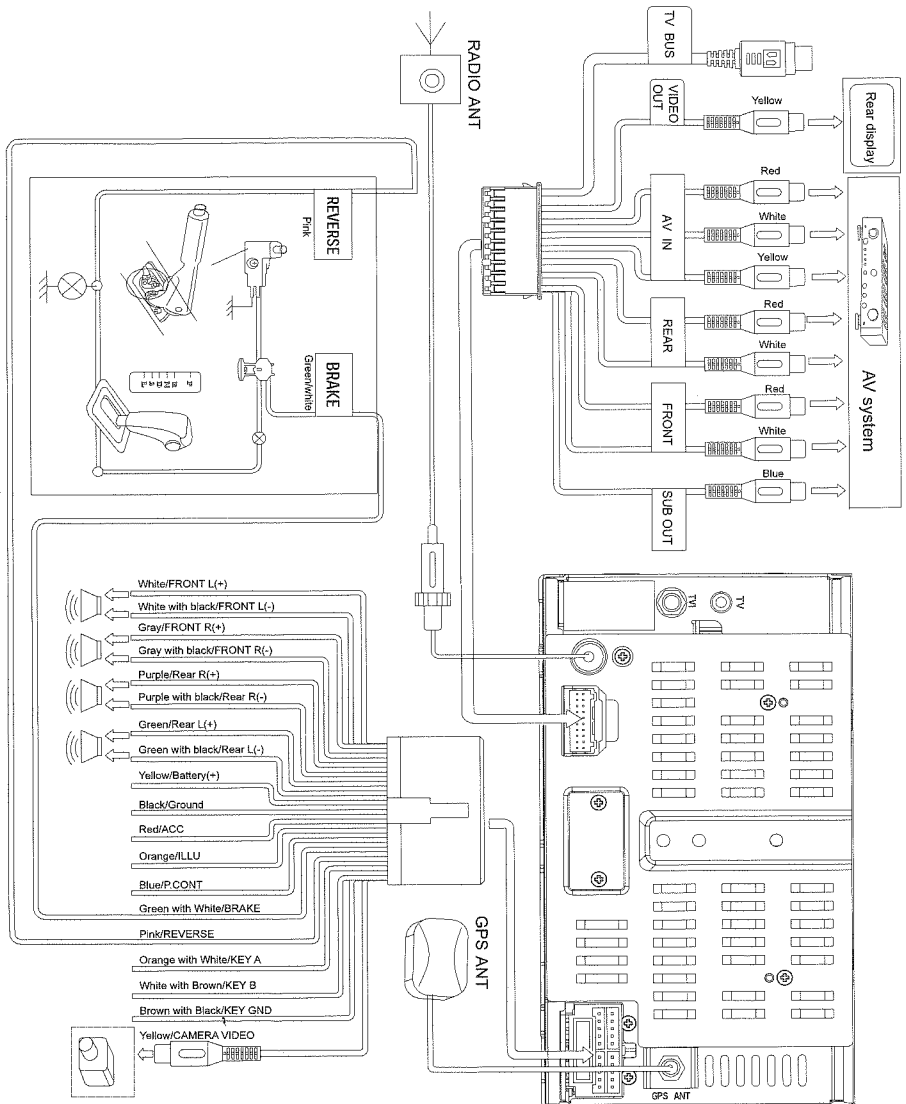 TV BUS
VIDEO
OUT
Yellow
Rear display
Red
White
AV IN
Yellow
Red
REAR
White
Red
FRONT
White
Blue
SUB OUT
AV system
RADIO ANT
REVERSE
Pink
BRAKE
Green/white
TV
White/FRONT L(+)
White with black/FRONT L(-)
Gray/FRONT R(+)
Gray with black/FRONT R(-)
Purple/Rear R(+)
Purple with black/Rear R(-)
Green/Rear L(+)
Green with black/Rear L(-)
Yellow/Battery(+)
Black/Ground
Red/ACC
Orange/ILLU
Blue/P.CONT
Green with White/BRAKE
Pink/REVERSE
Orange with White/KEY A
White with Brown/KEY B
Brown with Black/KEY GND
Yellow/CAMERA VIDEO
GPS ANT
GPS ANT